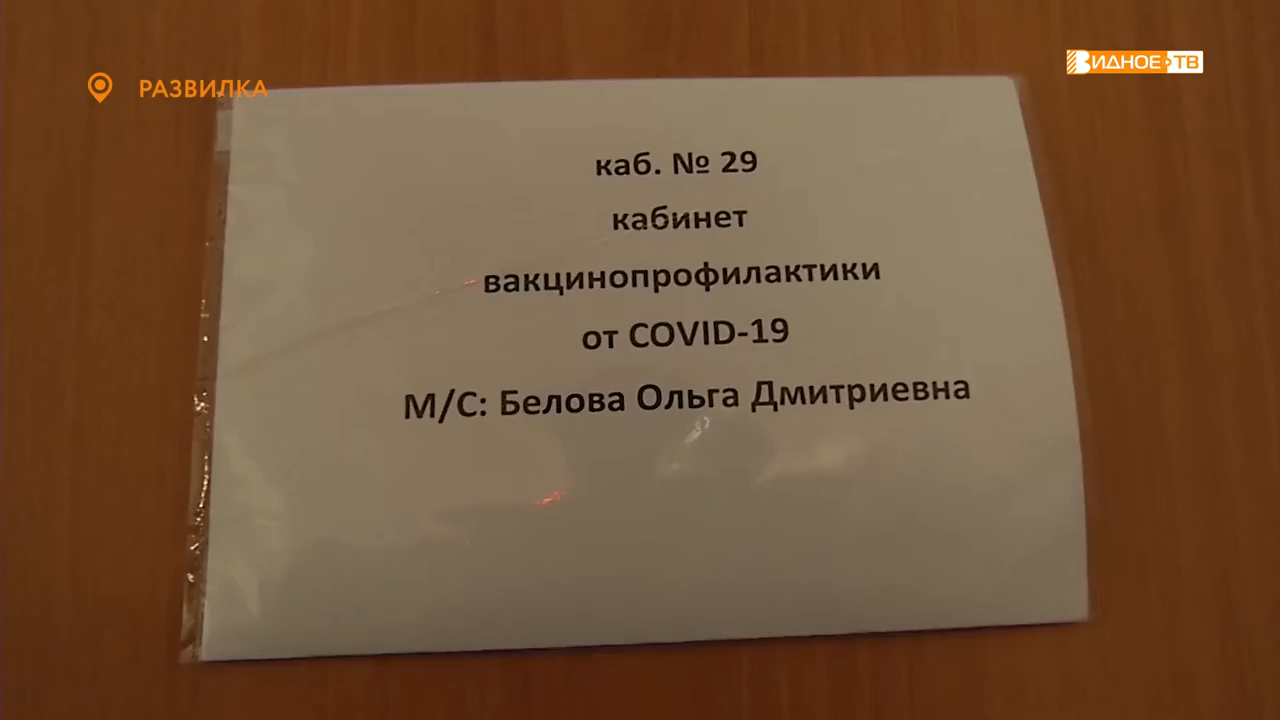 РАЗВИЛКА
ВИДНОЕ ТВ
каб. № 29
кабинет
вакцинопрофилактики
от COVID-19
М/С: Белова Ольга Дмитриевна